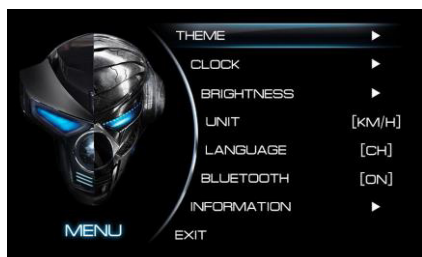 THEME
CLOCK
BRIGHTNESS
UNIT [KM/H]
LANGUAGE [CH]
BLUETOOTH [ON]
INFORMATION
EXIT
MENU